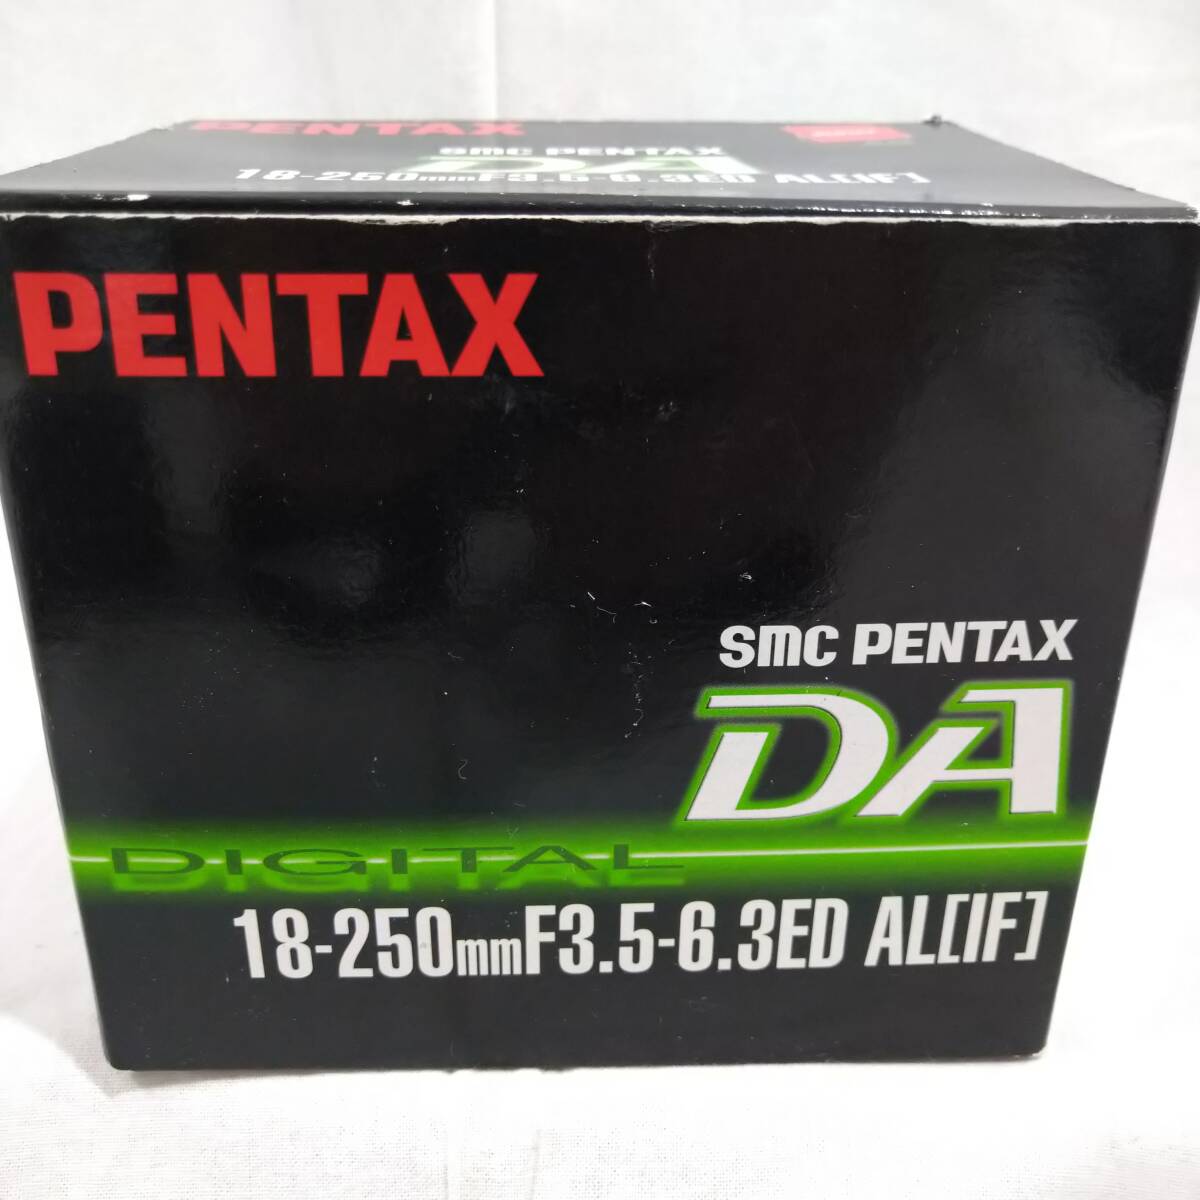 PENTAX
smc PENTAX
DA
18-250mmF3.5-6.3ED AL[IF]
PENTAX
smc PENTAX
DA
DIGITAL
18-250mmF3.5-6.3ED AL[IF]